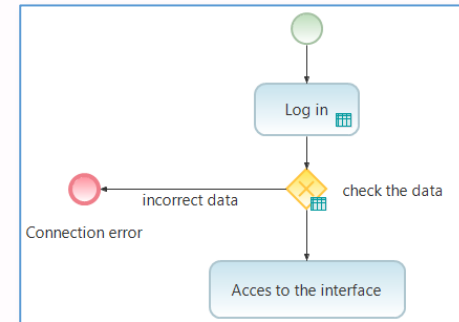 Log in
check the data
incorrect data
Connection error
Acces to the interface